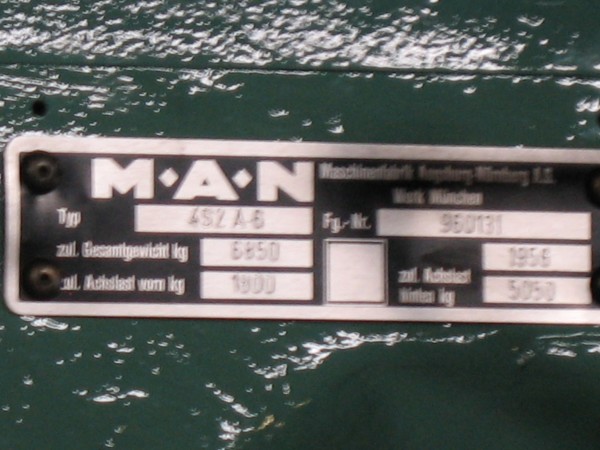 M·A·N Maschinenfabrik Augsburg-Nürnberg A.G.
Werk München
Typ 4S2 A-6 Fg.-Nr. 960131
zul. Gesamtgewicht kg 6850 1956
zul. Achslast vorn kg 1800 zul. Achslast hinten kg 5050